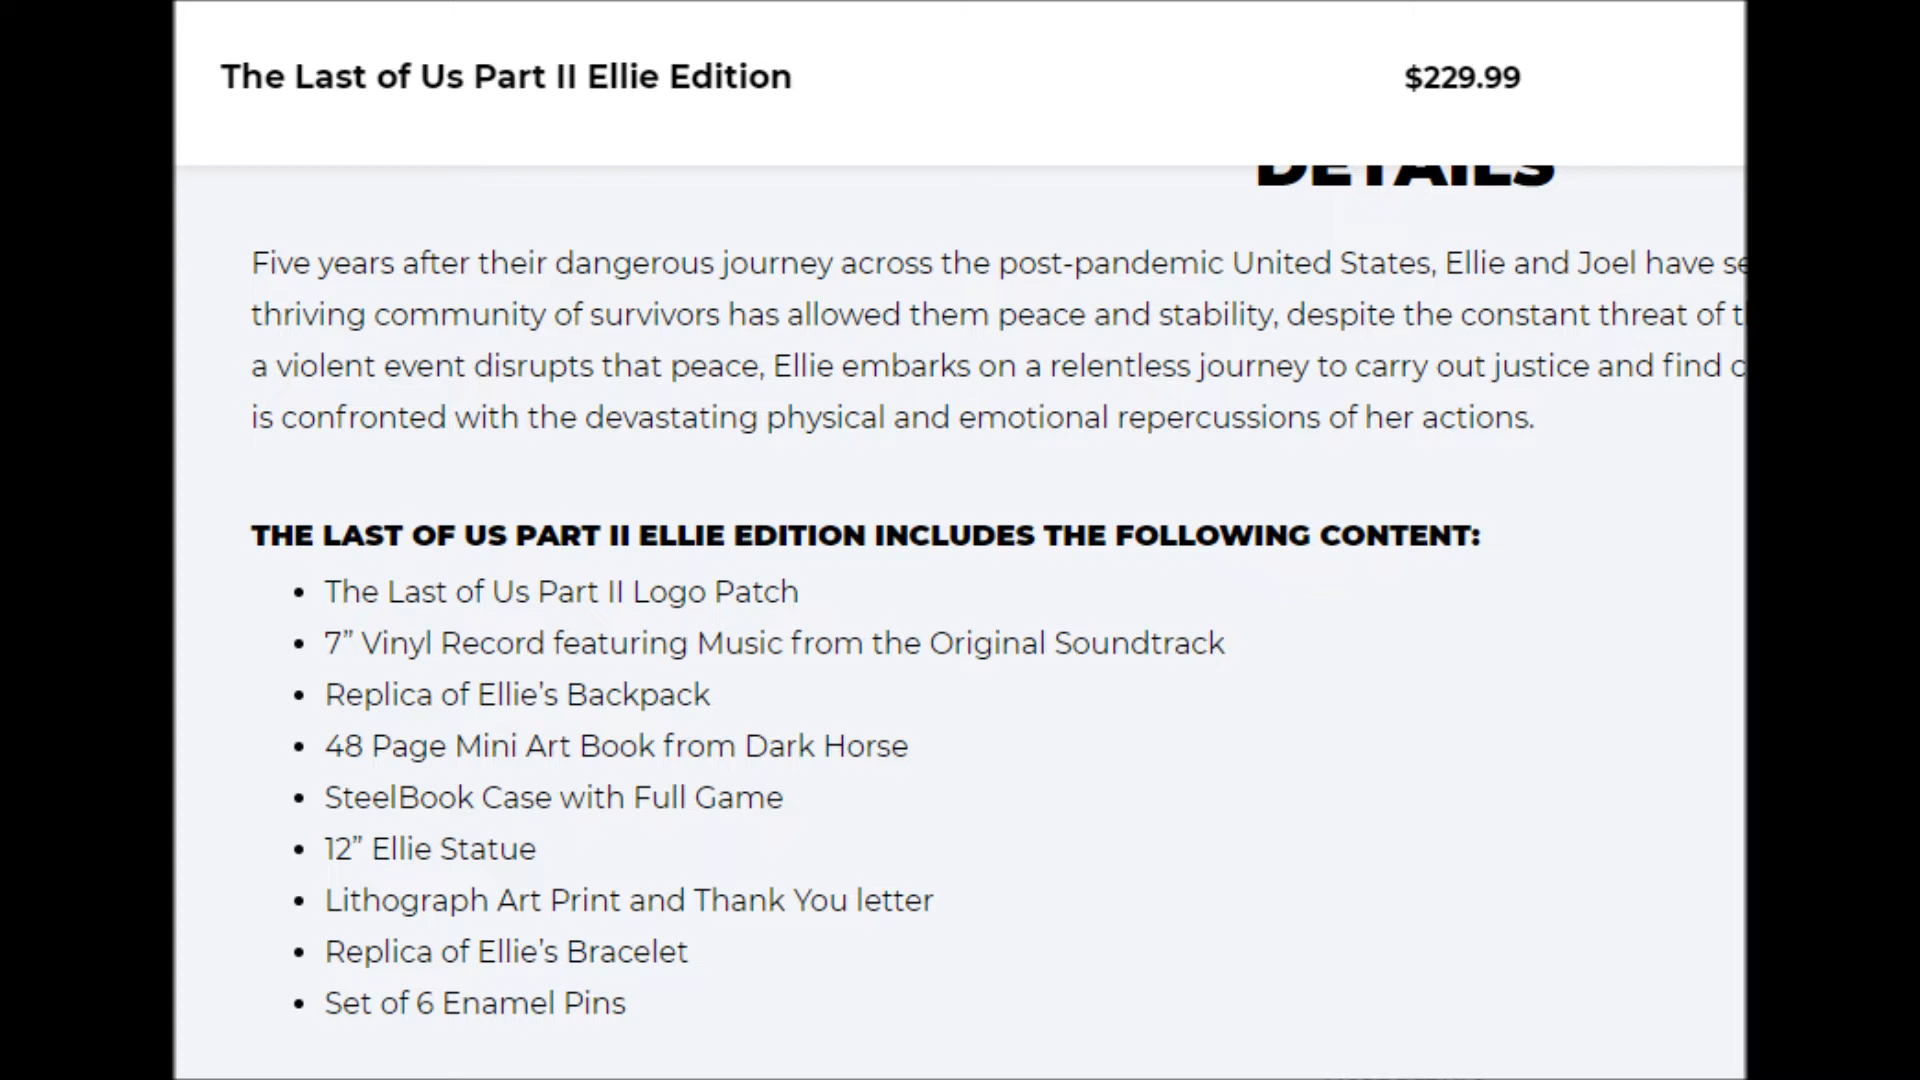 The Last of Us Part II Ellie Edition
$229.99
DETAILS
Five years after their dangerous journey across the post-pandemic United States, Ellie and Joel have
thriving community of survivors has allowed them peace and stability, despite the constant threat of
a violent event disrupts that peace, Ellie embarks on a relentless journey to carry out justice and find
is confronted with the devastating physical and emotional repercussions of her actions.
THE LAST OF US PART II ELLIE EDITION INCLUDES THE FOLLOWING CONTENT:
• The Last of Us Part II Logo Patch
• 7” Vinyl Record featuring Music from the Original Soundtrack
• Replica of Ellie’s Backpack
• 48 Page Mini Art Book from Dark Horse
• SteelBook Case with Full Game
• 12” Ellie Statue
• Lithograph Art Print and Thank You letter
• Replica of Ellie’s Bracelet
• Set of 6 Enamel Pins